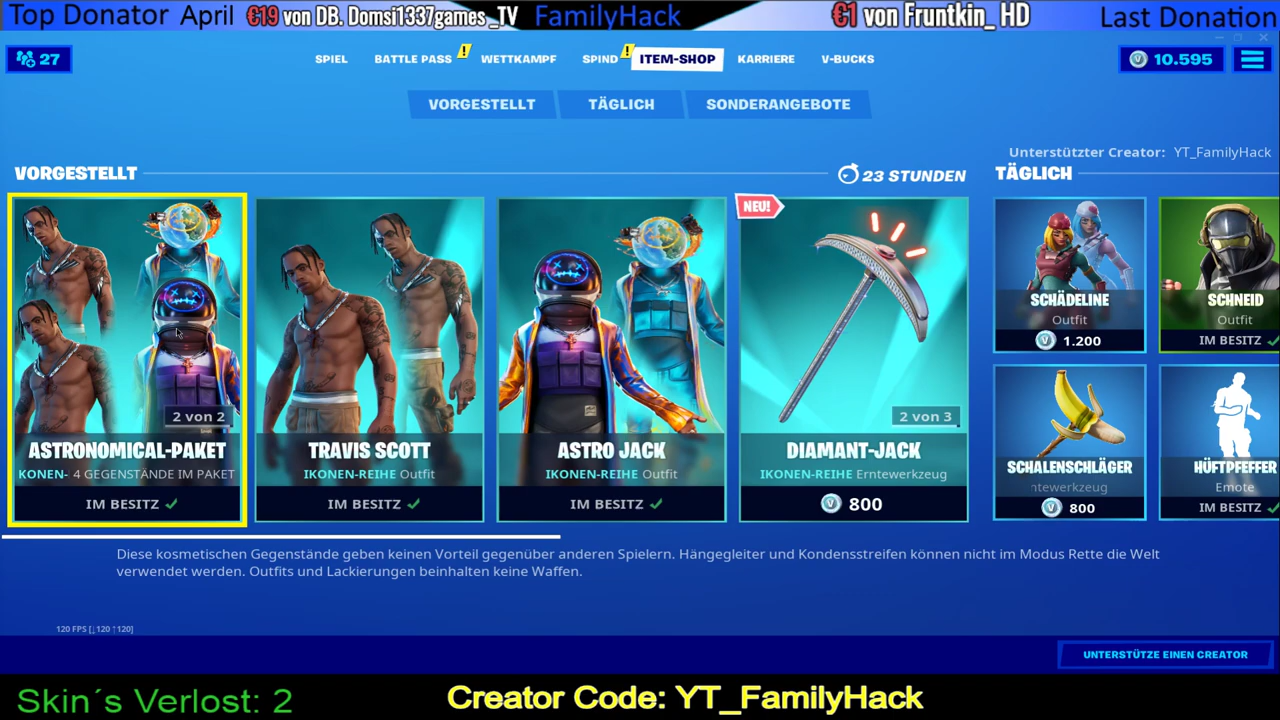 Top Donator April €19 von DB. Domsi1337games_TV FamilyHack €1 von Fruntkin_HD Last Donation
27 SPIEL BATTLE PASS ! WETTKAMPF SPIND ! ITEM-SHOP KARRIERE V-BUCKS 10.595
VORGESTELLT TÄGLICH SONDERANGEBOTE
Unterstützter Creator: YT_FamilyHack
VORGESTELLT 23 STUNDEN TÄGLICH
NEU!
SCHÄDELINE SCHNEID
Outfit Outfit
1.200 IM BESITZ
2 von 2 2 von 3
ASTRONOMICAL-PAKET TRAVIS SCOTT ASTRO JACK DIAMANT-JACK
KONEN- 4 GEGENSTÄNDE IM PAKET IKONEN-REIHE Outfit IKONEN-REIHE Outfit IKONEN-REIHE Erntewerkzeug
IM BESITZ IM BESITZ IM BESITZ V 800
SCHALENSCHLÄGER HÜFTPFEFFER
ntewerkzeug Emote
800 IM BESITZ
Diese kosmetischen Gegenstände geben keinen Vorteil gegenüber anderen Spielern. Hängegleiter und Kondensstreifen können nicht im Modus Rette die Welt
verwendet werden. Outfits und Lackierungen beinhalten keine Waffen.
120 FPS [↓120 ↑120]
UNTERSTÜTZE EINEN CREATOR
Skin´s Verlost: 2 Creator Code: YT_FamilyHack